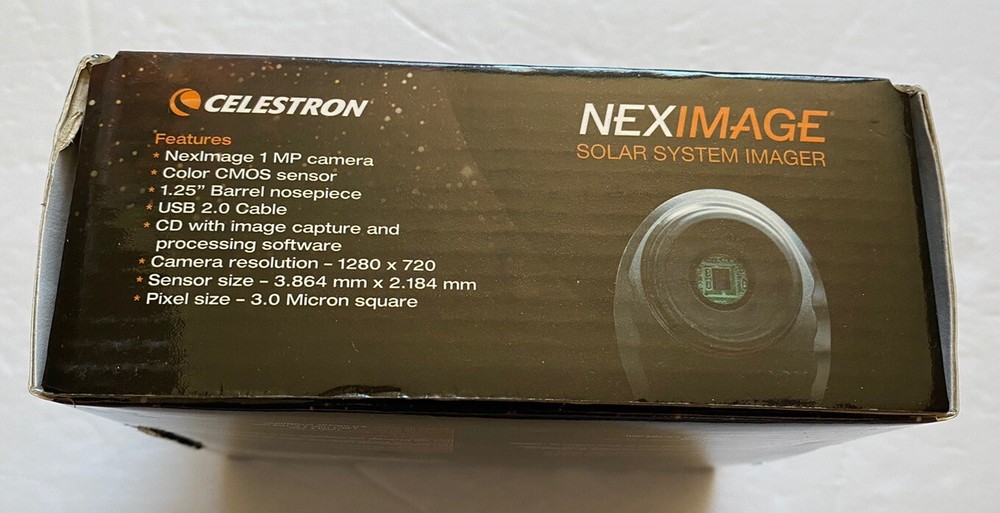 CELESTRON
Features
* NexImage 1 MP camera
* Color CMOS sensor
* 1.25” Barrel nosepiece
* USB 2.0 Cable
* CD with image capture and
processing software
* Camera resolution – 1280 x 720
* Sensor size – 3.864 mm x 2.184 mm
* Pixel size – 3.0 Micron square
NEXIMAGE
SOLAR SYSTEM IMAGER